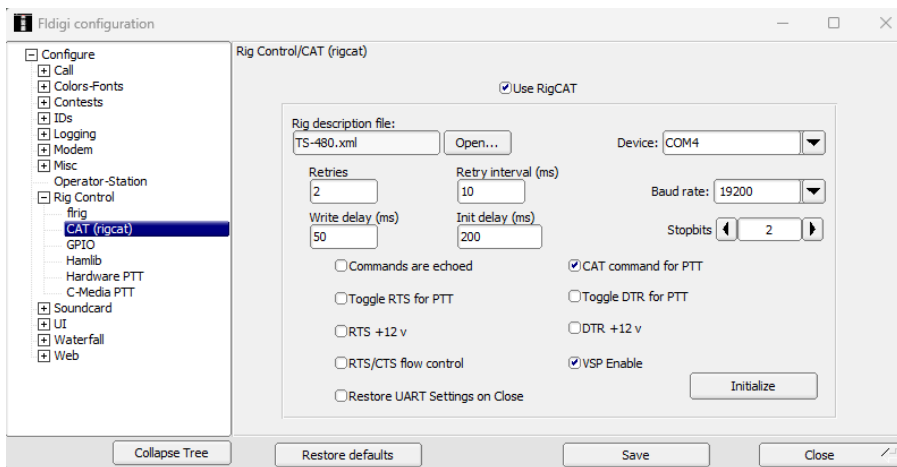 Fldigi configuration
Configure
Call
Colors-Fonts
Contests
IDs
Logging
Modem
Misc
Operator-Station
Rig Control
flrig
CAT (rigcat)
GPIO
Hamlib
Hardware PTT
C-Media PTT
Soundcard
UI
Waterfall
Web
Collapse Tree
Rig Control/CAT (rigcat)
Use RigCAT
Rig description file:
TS-480.xml Open... Device: COM4
Retries Retry interval (ms)
2 10 Baud rate: 19200
Write delay (ms) Init delay (ms)
50 200 Stopbits 2
Commands are echoed CAT command for PTT
Toggle RTS for PTT Toggle DTR for PTT
RTS +12 v DTR +12 v
RTS/CTS flow control VSP Enable
Restore UART Settings on Close Initialize
Restore defaults Save Close